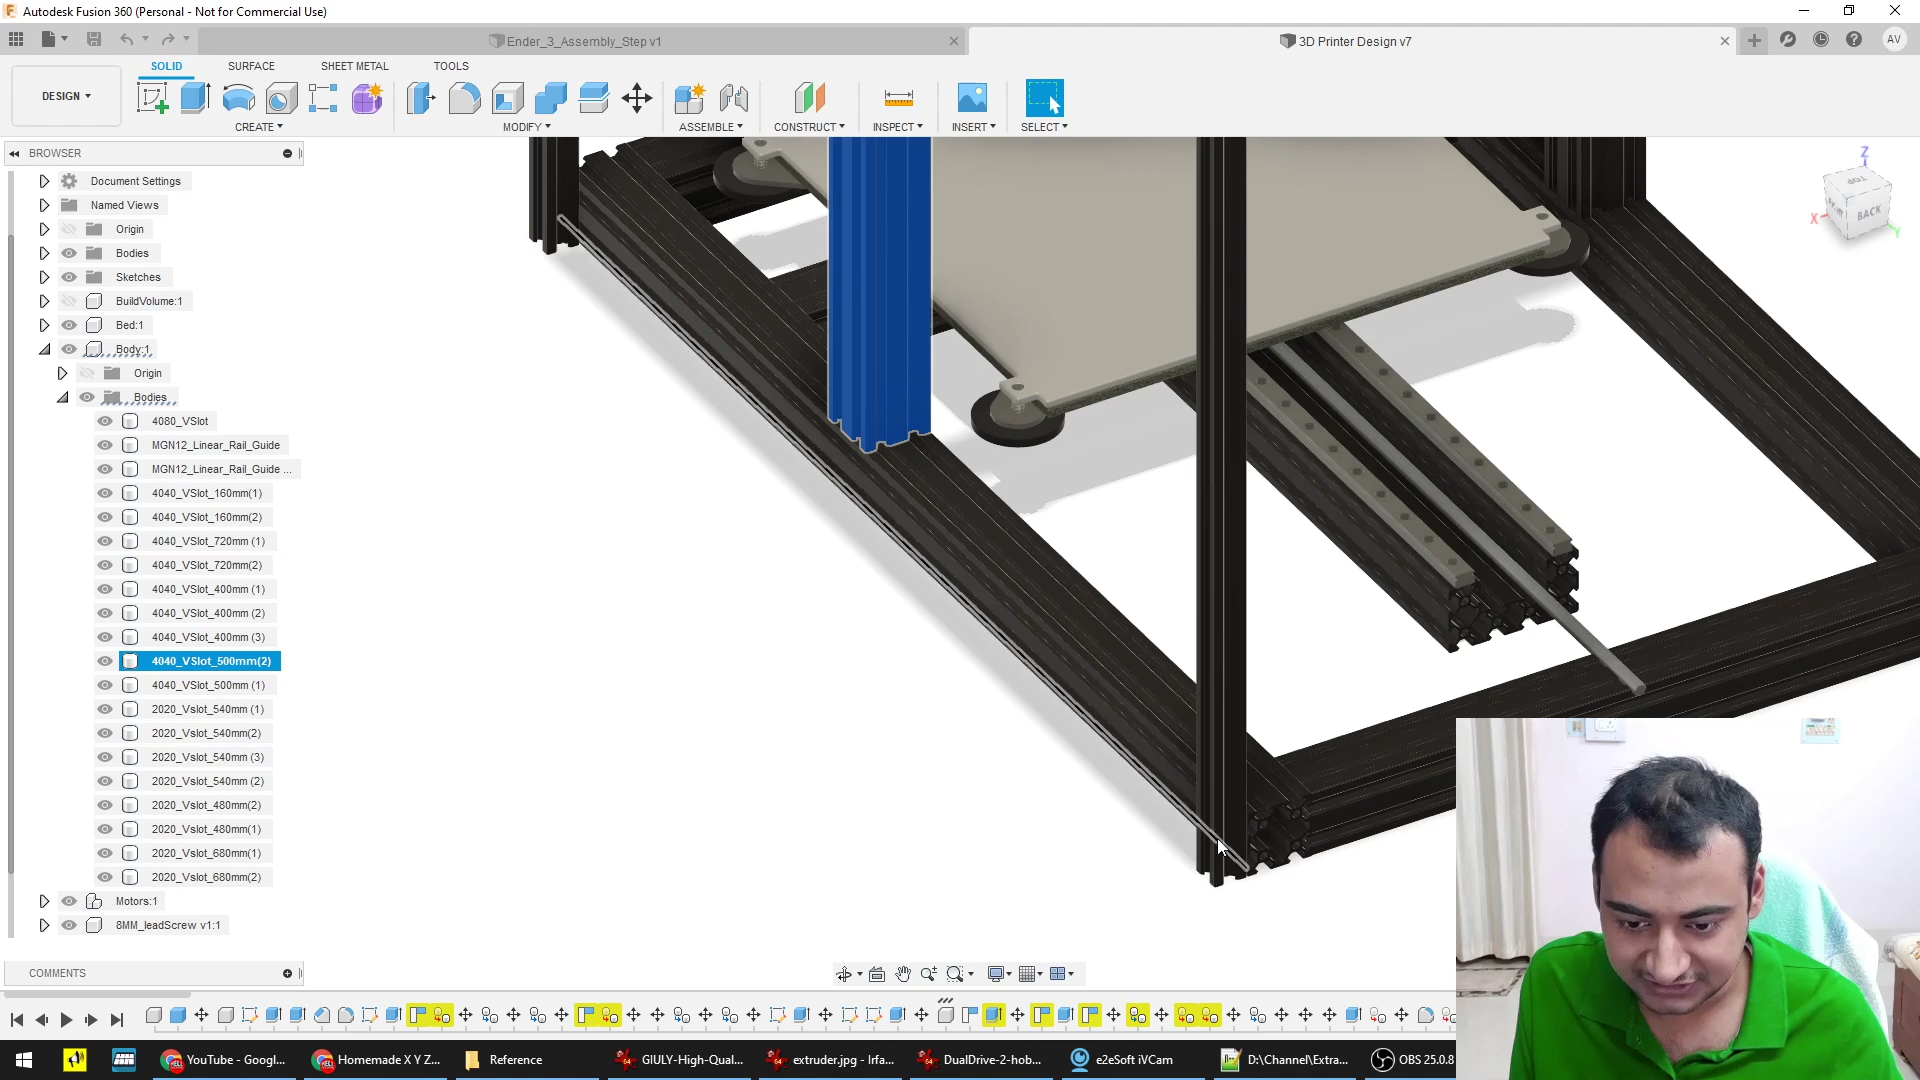 Autodesk Fusion 360 (Personal - Not for Commercial Use)
Ender_3_Assembly_Step v1
3D Printer Design v7
AV
SOLID
SURFACE
SHEET METAL
TOOLS
DESIGN
CREATE
MODIFY
ASSEMBLE
CONSTRUCT
INSPECT
INSERT
SELECT
BROWSER
Document Settings
Named Views
Origin
Bodies
Sketches
BuildVolume:1
Bed:1
Body:1
Origin
Bodies
4080_VSlot
MGN12_Linear_Rail_Guide
MGN12_Linear_Rail_Guide ...
4040_VSlot_160mm(1)
4040_VSlot_160mm(2)
4040_VSlot_720mm (1)
4040_VSlot_720mm(2)
4040_VSlot_400mm (1)
4040_VSlot_400mm (2)
4040_VSlot_400mm (3)
4040_VSlot_500mm(2)
4040_VSlot_500mm (1)
2020_Vslot_540mm (1)
2020_Vslot_540mm(2)
2020_Vslot_540mm (3)
2020_Vslot_540mm (2)
2020_Vslot_480mm(2)
2020_Vslot_480mm(1)
2020_Vslot_680mm(1)
2020_Vslot_680mm(2)
Motors:1
8MM_leadScrew v1:1
Z
TOP
BACK
X
Y
COMMENTS
YouTube - Googl...
Homemade X Y Z...
Reference
GIULY-High-Qual...
extruder.jpg - Irfa...
DualDrive-2-hob...
e2eSoft iVCam
D:\Channel\Extra...
OBS 25.0.8